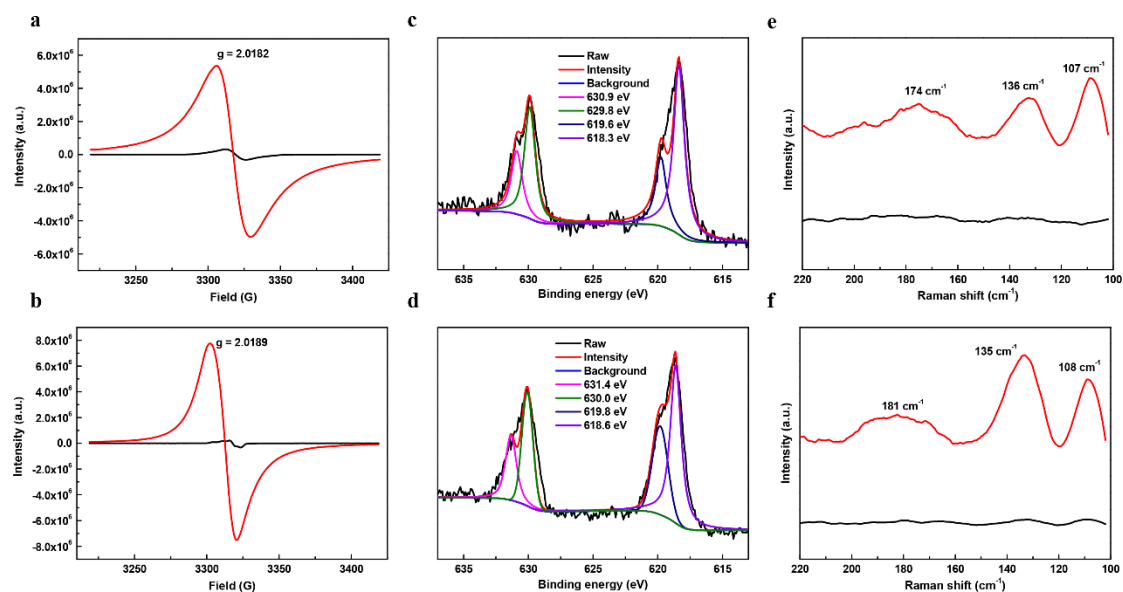 a
g = 2.0182
6.0x10⁶
4.0x10⁶
2.0x10⁶
0.0
-2.0x10⁶
-4.0x10⁶
-6.0x10⁶
Intensity (a.u.)
3250 3300 3350 3400
Field (G)
c
Raw
Intensity
Background
630.9 eV
629.8 eV
619.6 eV
618.3 eV
Intensity (a.u.)
635 630 625 620 615
Binding energy (eV)
e
174 cm⁻¹
136 cm⁻¹
107 cm⁻¹
Intensity (a.u.)
220 200 180 160 140 120 100
Raman shift (cm⁻¹)
b
g = 2.0189
8.0x10⁶
6.0x10⁶
4.0x10⁶
2.0x10⁶
0.0
-2.0x10⁶
-4.0x10⁶
-6.0x10⁶
-8.0x10⁶
Intensity (a.u.)
3250 3300 3350 3400
Field (G)
d
Raw
Intensity
Background
631.4 eV
630.0 eV
619.8 eV
618.6 eV
Intensity (a.u.)
635 630 625 620 615
Binding energy (eV)
f
181 cm⁻¹
135 cm⁻¹
108 cm⁻¹
Intensity (a.u.)
220 200 180 160 140 120 100
Raman shift (cm⁻¹)